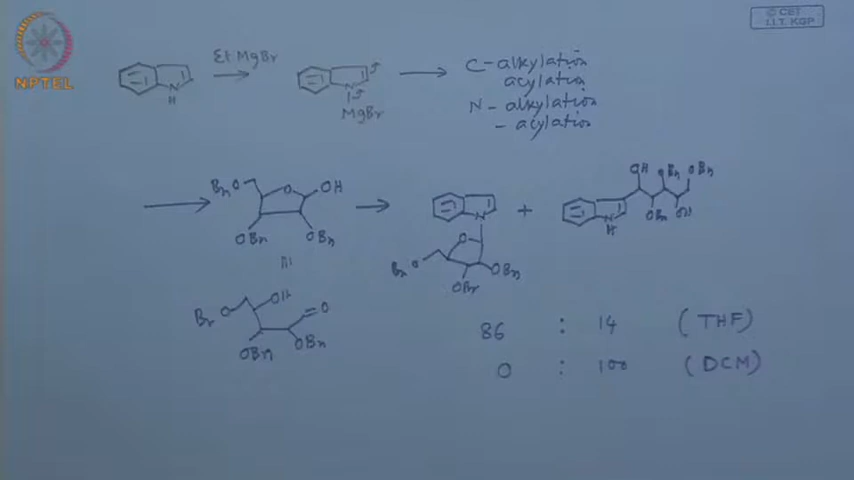 © CET
I.I.T. KGP
NPTEL
EtMgBr
N
H
N
MgBr
C-alkylation
acylation
N-alkylation
- acylation
BnO
O
OH
OBn
OBn
N
O
BnO
OBn
OBn
+
OH
OBn
OBn
OBn
OH
N
H
III
OH
BnO
O
OBn
OBn
86 : 14 (THF)
0 : 100 (DCM)